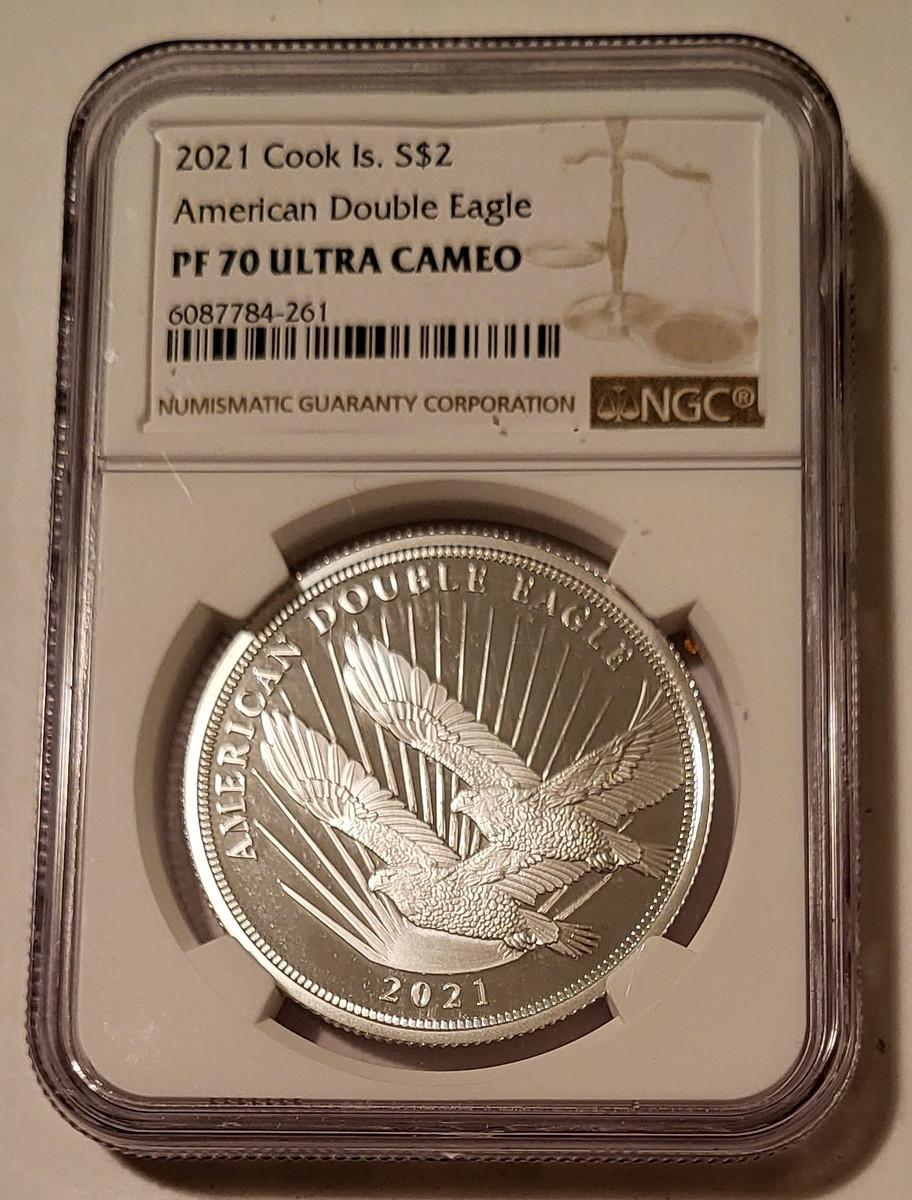 2021 Cook Is. S$2
American Double Eagle
PF 70 ULTRA CAMEO
6087784-261
NUMISMATIC GUARANTY CORPORATION
NGC®
AMERICAN DOUBLE EAGLE
2021